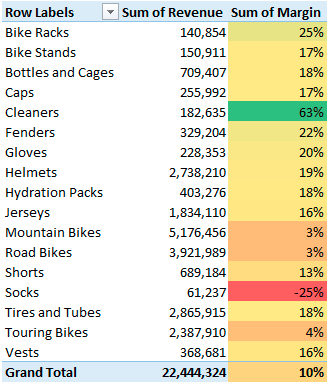 Row Labels Sum of Revenue Sum of Margin
Bike Racks 140,854 25%
Bike Stands 150,911 17%
Bottles and Cages 709,407 18%
Caps 255,992 17%
Cleaners 182,635 63%
Fenders 329,204 22%
Gloves 228,353 20%
Helmets 2,738,210 19%
Hydration Packs 403,276 18%
Jerseys 1,834,110 16%
Mountain Bikes 5,176,456 3%
Road Bikes 3,921,989 3%
Shorts 689,184 13%
Socks 61,237 -25%
Tires and Tubes 2,865,915 18%
Touring Bikes 2,387,910 4%
Vests 368,681 16%
Grand Total 22,444,324 10%